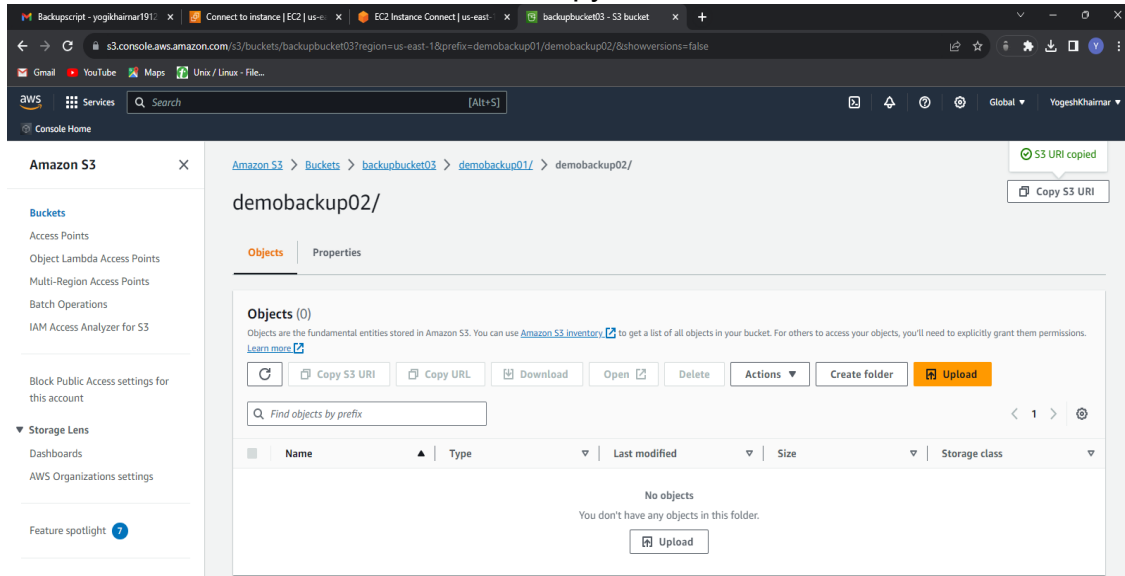 Backupscript - yogikhairnar1912
Connect to instance | EC2 | us-ea
EC2 Instance Connect | us-east-1
backupbucket03 - S3 bucket
s3.console.aws.amazon.com/s3/buckets/backupbucket03?region=us-east-1&prefix=demobackup01/demobackup02/&showversions=false
Gmail YouTube Maps Unix / Linux - File...
aws Services Search [Alt+S] Global YogeshKhairnar
Console Home
Amazon S3
Buckets
Access Points
Object Lambda Access Points
Multi-Region Access Points
Batch Operations
IAM Access Analyzer for S3
Block Public Access settings for
this account
Storage Lens
Dashboards
AWS Organizations settings
Feature spotlight 7
Amazon S3 > Buckets > backupbucket03 > demobackup01/ > demobackup02/
S3 URI copied
demobackup02/
Copy S3 URI
Objects Properties
Objects (0)
Objects are the fundamental entities stored in Amazon S3. You can use Amazon S3 inventory to get a list of all objects in your bucket. For others to access your objects, you'll need to explicitly grant them permissions.
Learn more
Copy S3 URI Copy URL Download Open Delete Actions Create folder Upload
Find objects by prefix
1
Name Type Last modified Size Storage class
No objects
You don't have any objects in this folder.
Upload